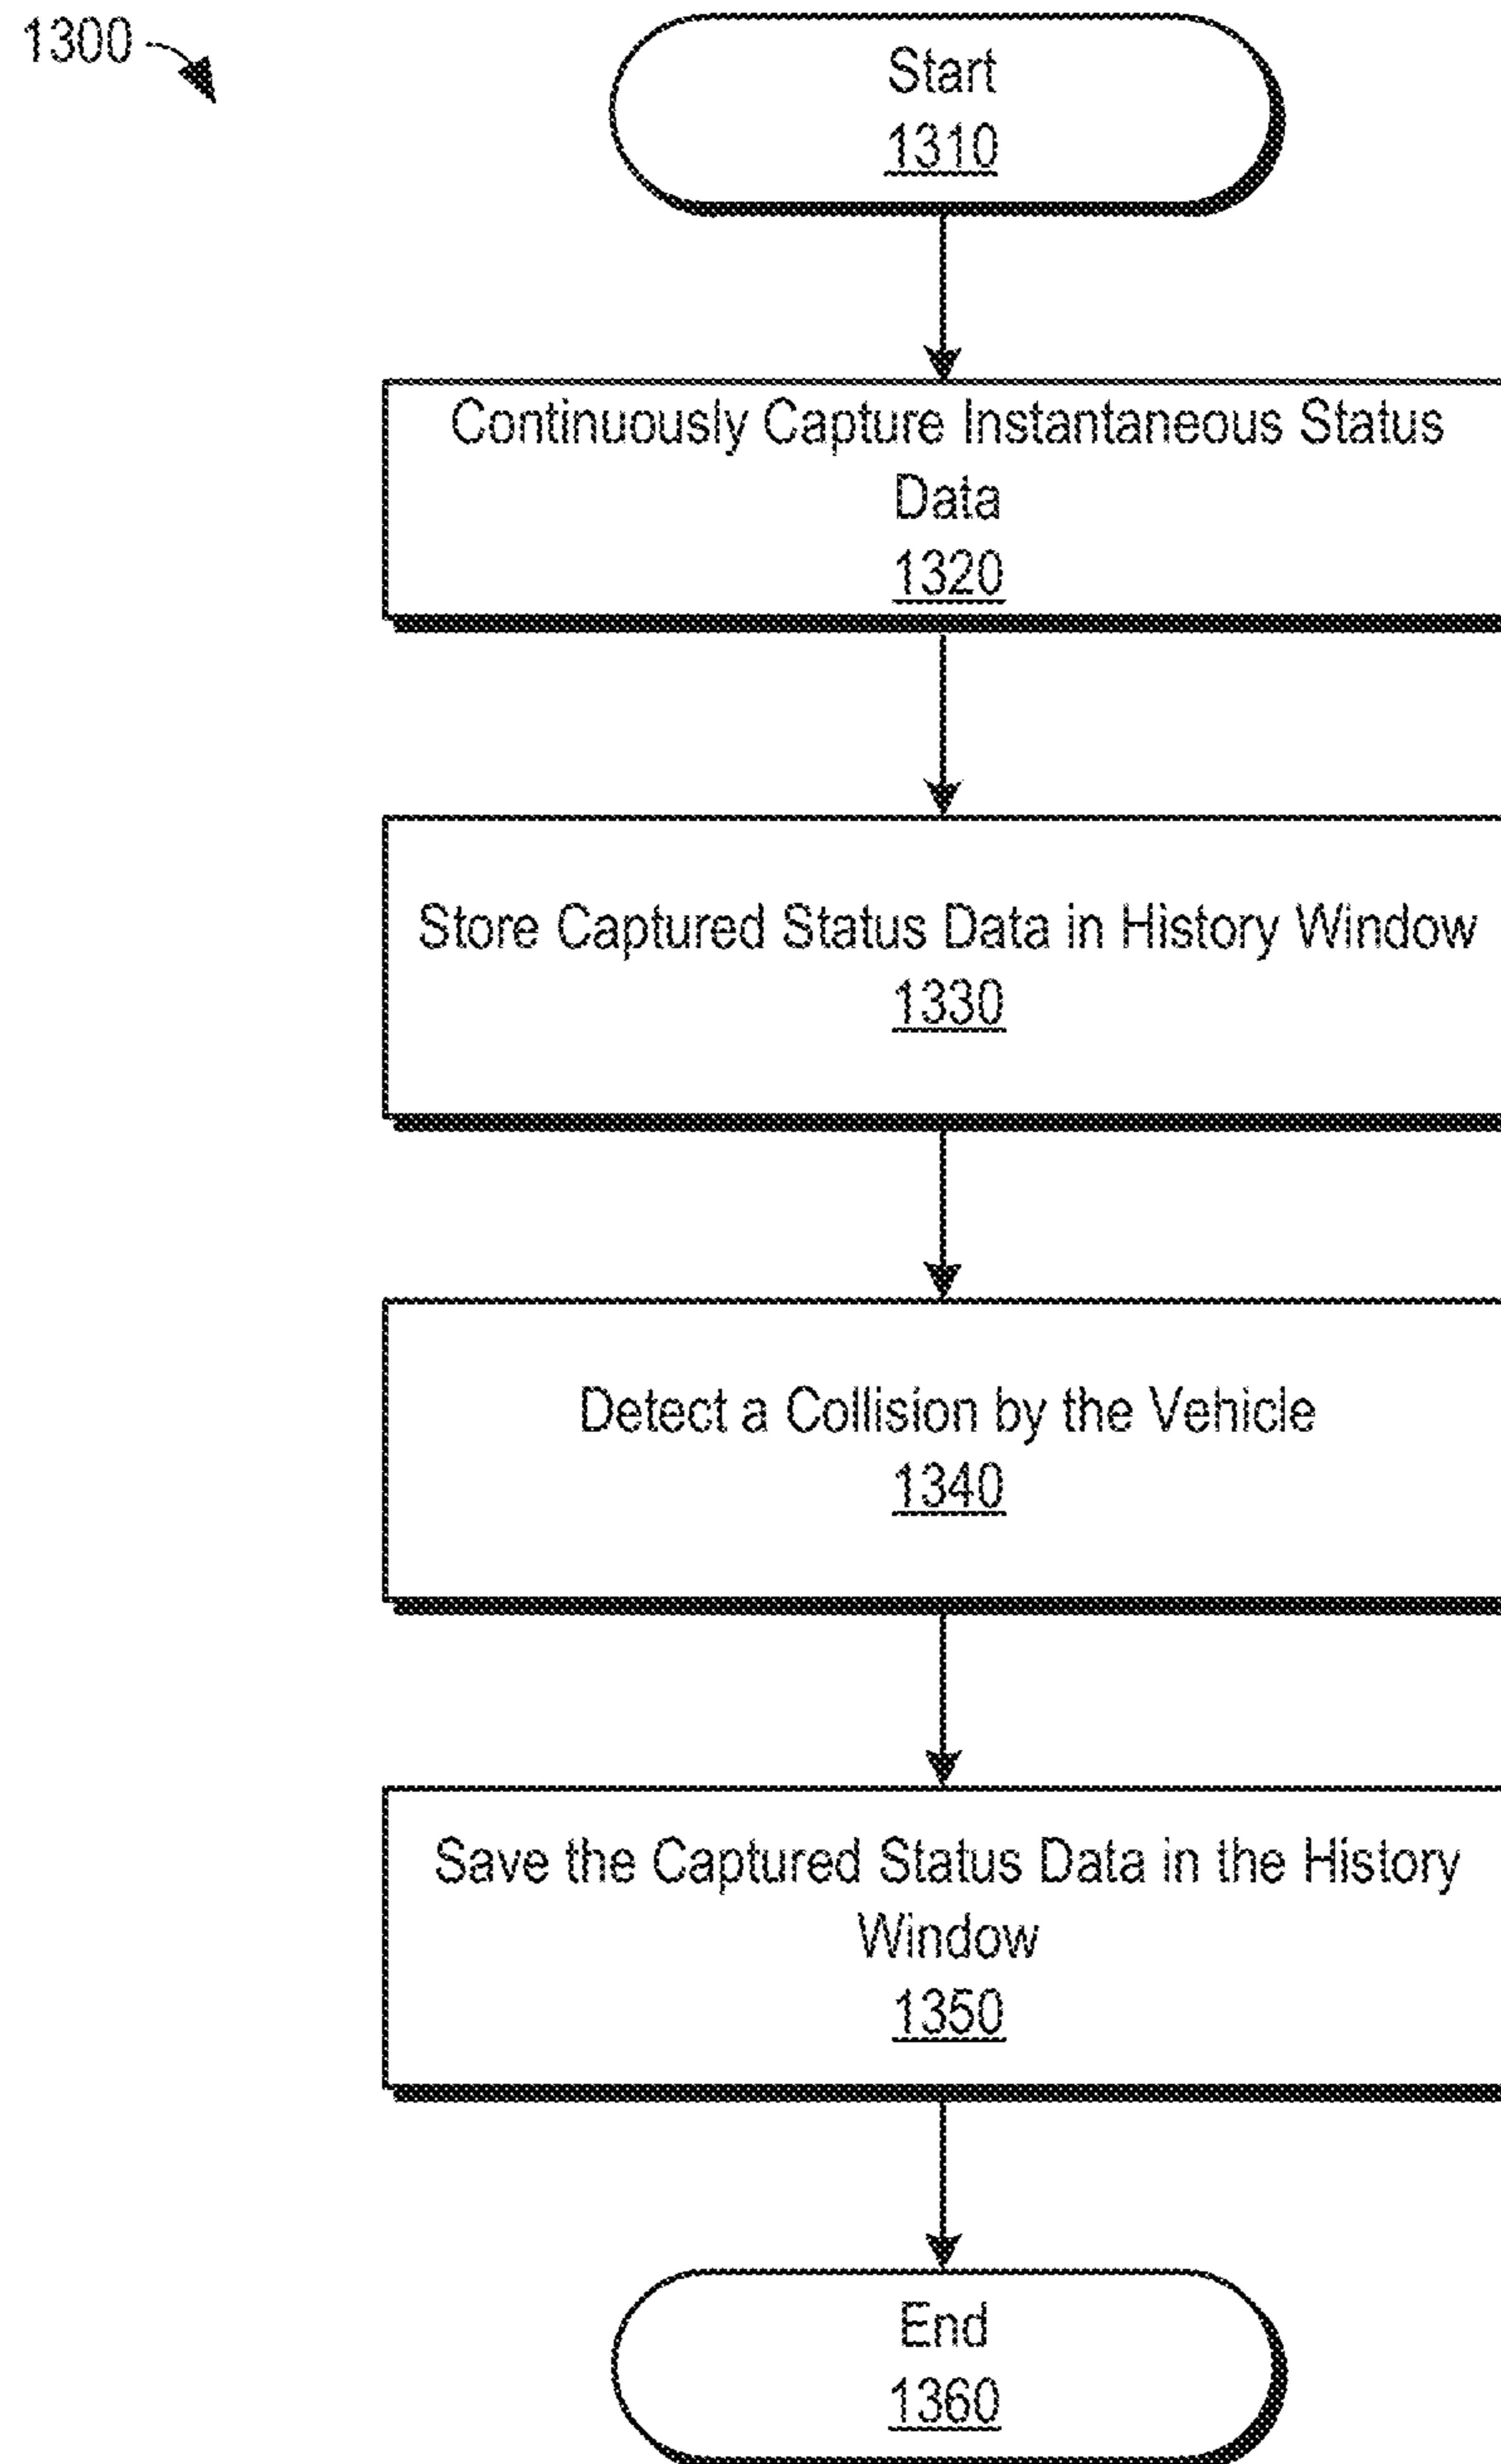 1300
Start
1310
Continuously Capture Instantaneous Status
Data
1320
Store Captured Status Data in History Window
1330
Detect a Collision by the Vehicle
1340
Save the Captured Status Data in the History
Window
1350
End
1360